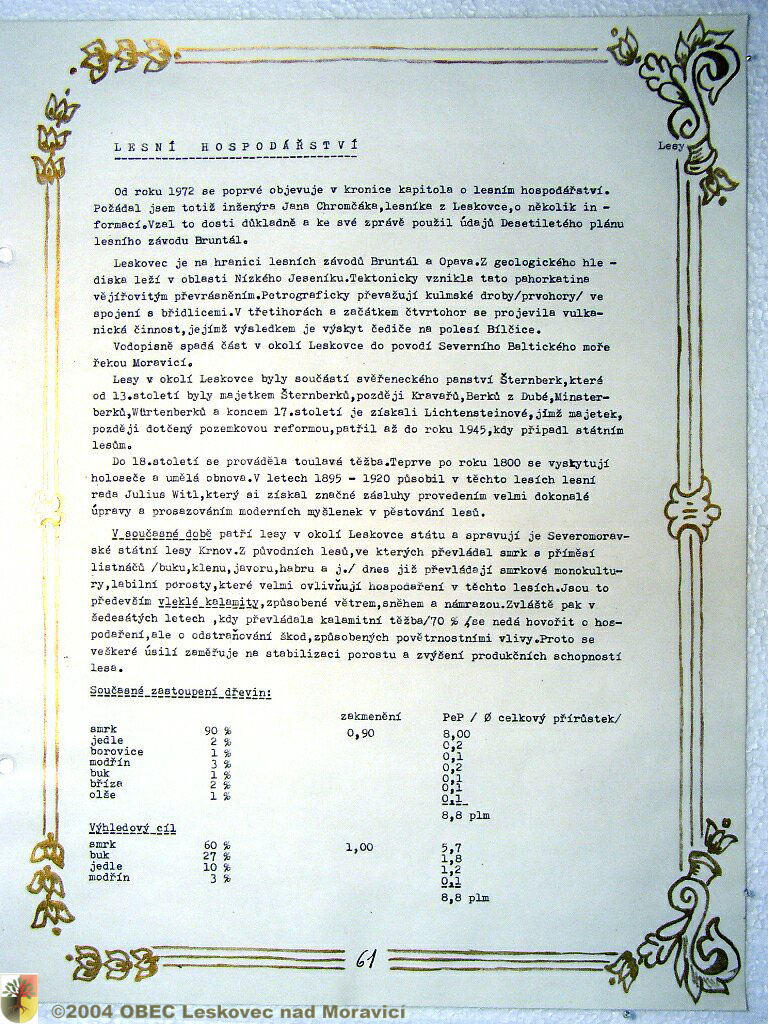 LESNÍ HOSPODÁŘSTVÍ
Lesy
Od roku 1972 se poprvé objevuje v kronice kapitola o lesním hospodářství.
Požádal jsem totiž inženýra Jana Chromčáka,lesníka z Leskovce,o několik in -
formací.Vzal to dosti důkladně a ke své zprávě použil údajů Desetiletého plánu
lesního závodu Bruntál.
Leskovec je na hranici lesních závodů Bruntál a Opava.Z geologického hle -
diska leží v oblasti Nízkého Jeseníku.Tektonicky vznikla tato pahorkatina
vějířovitým převrásněním.Petrograficky převažují kulmské droby/prvohory/ ve
spojení s břidlicemi.V třetihorách a začátkem čtvrtohor se projevila vulka-
nická činnost,jejímž výsledkem je výskyt čediče na polesí Bílčice.
Vodopisně spadá část v okolí Leskovce do povodí Severního Baltického moře
řekou Moravicí.
Lesy v okolí Leskovce byly součástí svěřeneckého panství Šternberk,které
od 13.století byly majetkem Šternberků,později Kravařů,Berků z Dubé,Minster-
berků,Würtenberků a koncem 17.století je získali Lichtensteinové,jímž majetek,
později dotčený pozemkovou reformou,patřil až do roku 1945,kdy připadl státním
lesům.
Do 18.století se prováděla toulavá těžba.Teprve po roku 1800 se vyskytují
holoseče a umělá obnova.V letech 1895 - 1920 působil v těchto lesích lesní
rada Julius Witl,který si získal značné zásluhy provedením velmi dokonalé
úpravy a prosazováním moderních myšlenek v pěstování lesů.
V současné době patří lesy v okolí Leskovce státu a spravují je Severomorav-
ské státní lesy Krnov.Z původních lesů,ve kterých převládal smrk s příměsí
listnáčů /buku,klenu,javoru,habru a j./ dnes již převládají smrkové monokultu-
ry,labilní porosty,které velmi ovlivňují hospodaření v těchto lesích.Jsou to
především vleklé kalamity,způsobené větrem,sněhem a námrazou.Zvláště pak v
šedesátých letech ,kdy převládala kalamitní těžba/70 % /se nedá hovořit o hos-
podaření,ale o odstraňování škod,způsobených povětrnostními vlivy.Proto se
veškeré úsilí zaměřuje na stabilizaci porostu a zvýšení produkčních schopností
lesa.
Současné zastoupení dřevin:
zakmenění PeP / Ø celkový přírůstek/
smrk 90 % 0,90 8,00
jedle 2 % 0,2
borovice 1 % 0,1
modřín 3 % 0,2
buk 1 % 0,1
bříza 2 % 0,1
olše 1 % 0,1
8,8 plm
Výhledový cíl
smrk 60 % 1,00 5,7
buk 27 % 1,8
jedle 10 % 1,2
modřín 3 % 0,1
8,8 plm
61
©2004 OBEC Leskovec nad Moravicí